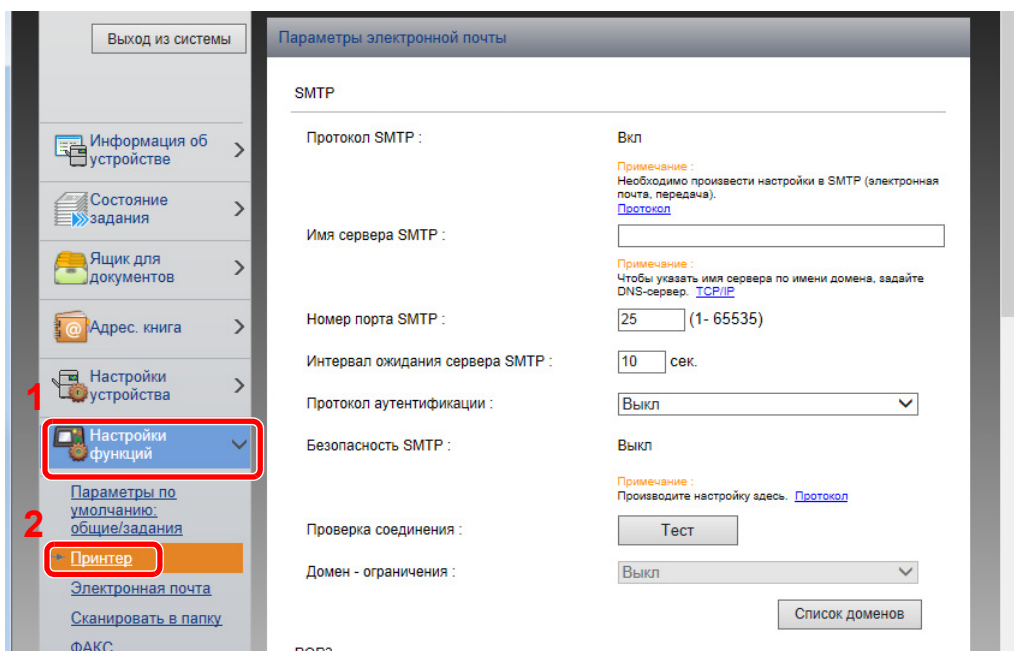 Выход из системы
Информация об
устройстве
Состояние
задания
Ящик для
документов
Адрес. книга
1
Настройки
устройства
Настройки
функций
Параметры по
умолчанию:
общие/задания
2
Принтер
Электронная почта
Сканировать в папку
ФАКС
Параметры электронной почты
SMTP
Протокол SMTP : Вкл
Примечание :
Необходимо произвести настройки в SMTP (электронная
почта, передача).
Протокол
Имя сервера SMTP :
Примечание :
Чтобы указать имя сервера по имени домена, задайте
DNS-сервер. TCP/IP
Номер порта SMTP : 25 (1- 65535)
Интервал ожидания сервера SMTP : 10 сек.
Протокол аутентификации : Выкл
Безопасность SMTP : Выкл
Примечание :
Производите настройку здесь. Протокол
Проверка соединения : Тест
Домен - ограничения : Выкл
Список доменов
POP3